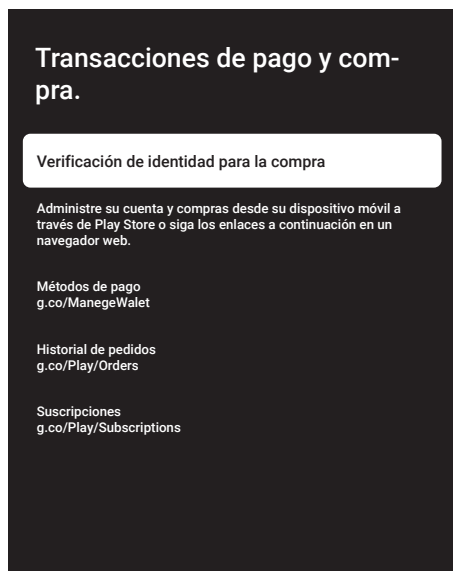 Transacciones de pago y com-
pra.
Verificación de identidad para la compra
Administre su cuenta y compras desde su dispositivo móvil a
través de Play Store o siga los enlaces a continuación en un
navegador web.
Métodos de pago
g.co/ManegeWalet
Historial de pedidos
g.co/Play/Orders
Suscripciones
g.co/Play/Subscriptions